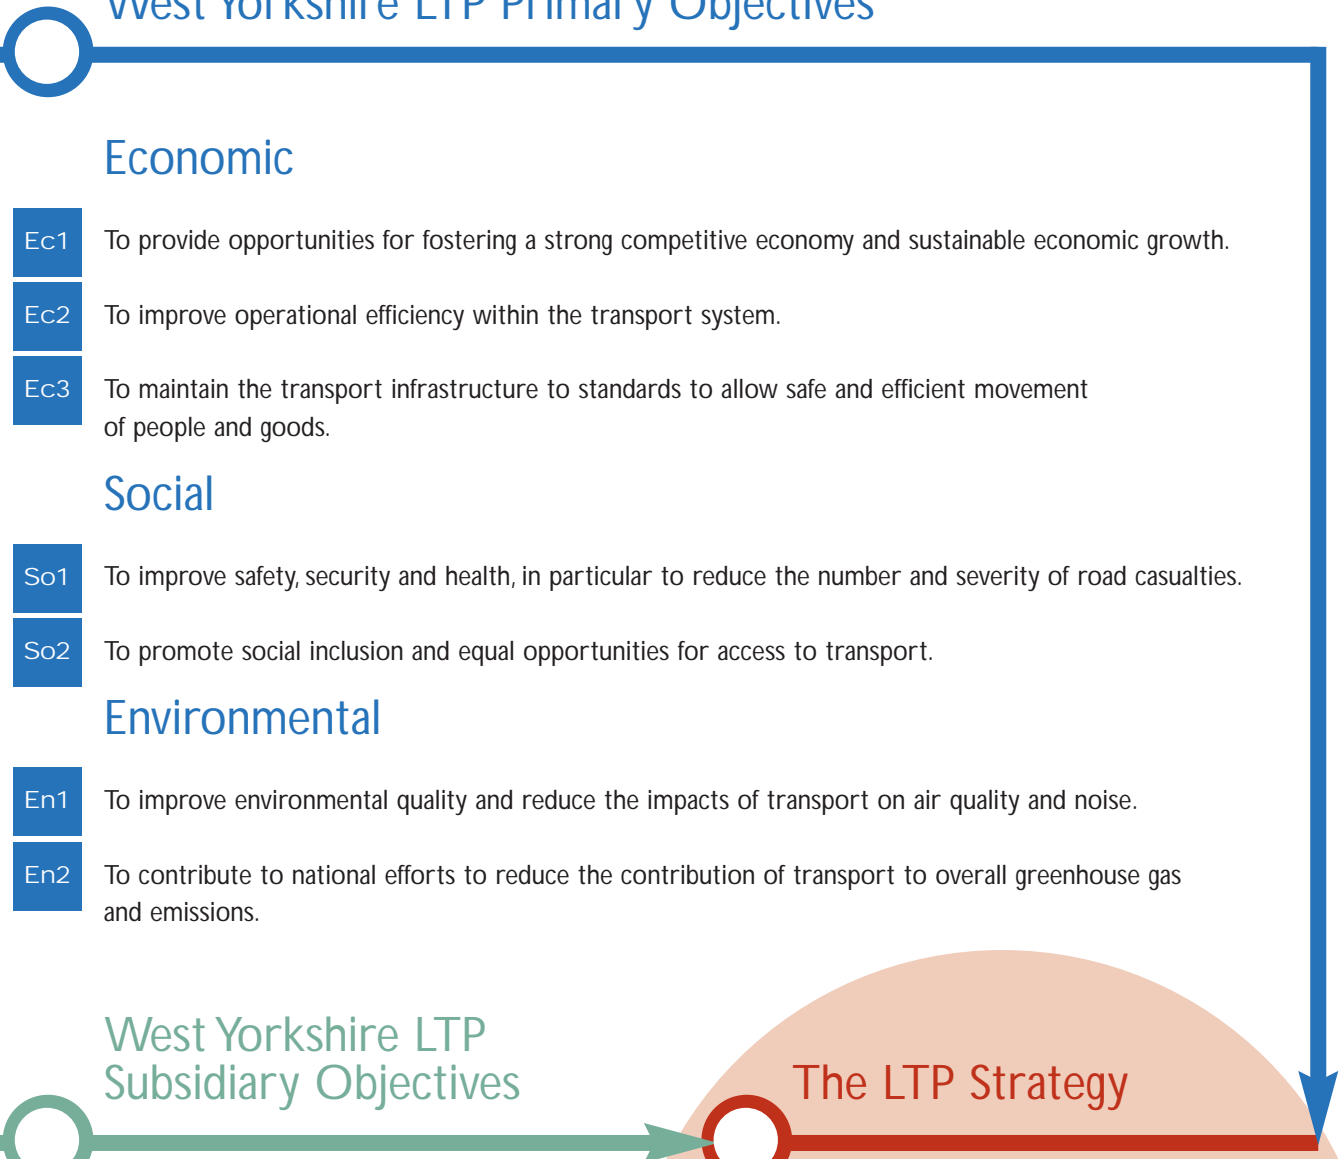 West Yorkshire LTP Primary Objectives
Economic
Ec1 To provide opportunities for fostering a strong competitive economy and sustainable economic growth.
Ec2 To improve operational efficiency within the transport system.
Ec3 To maintain the transport infrastructure to standards to allow safe and efficient movement
of people and goods.
Social
So1 To improve safety, security and health, in particular to reduce the number and severity of road casualties.
So2 To promote social inclusion and equal opportunities for access to transport.
Environmental
En1 To improve environmental quality and reduce the impacts of transport on air quality and noise.
En2 To contribute to national efforts to reduce the contribution of transport to overall greenhouse gas
and emissions.
West Yorkshire LTP
Subsidiary Objectives
The LTP Strategy